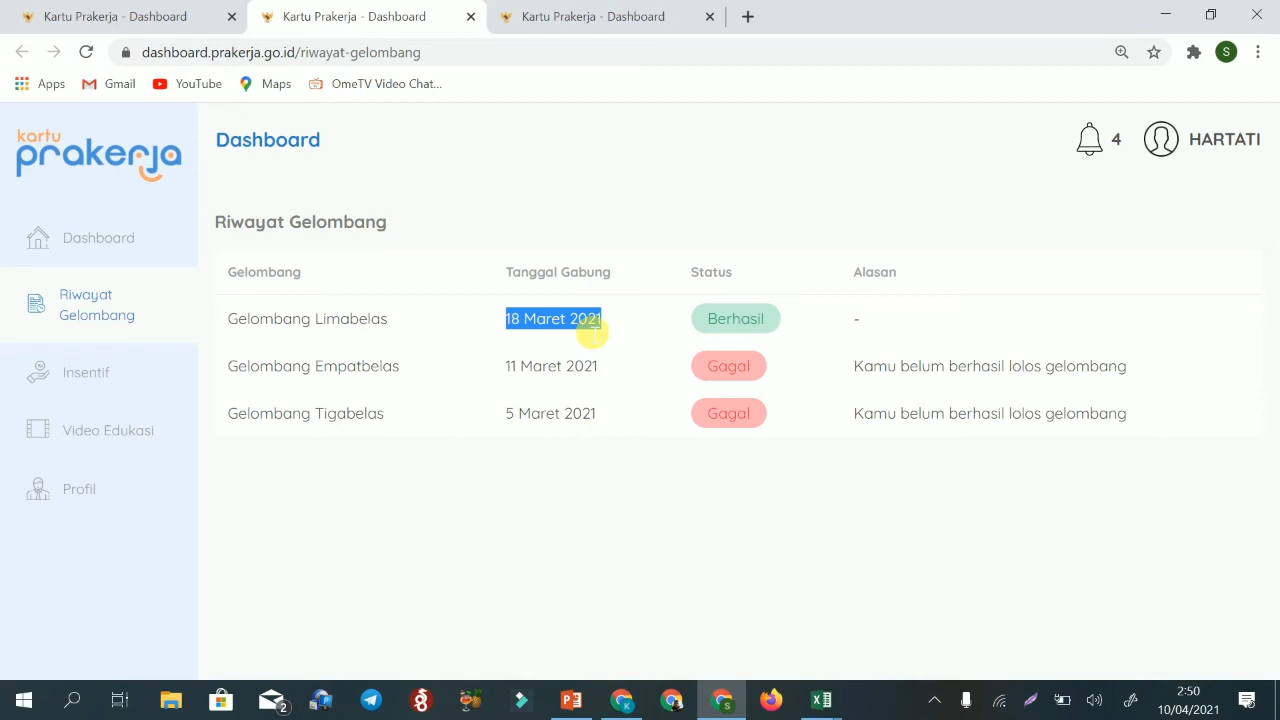 Kartu Prakerja - Dashboard
Kartu Prakerja - Dashboard
Kartu Prakerja - Dashboard
dashboard.prakerja.go.id/riwayat-gelombang
S
Apps
Gmail
YouTube
Maps
OmeTV Video Chat...
kartu
prakerja
Dashboard
4
HARTATI
Dashboard
Riwayat
Gelombang
Insentif
Video Edukasi
Profil
Riwayat Gelombang
Gelombang Tanggal Gabung Status Alasan
Gelombang Limabelas 18 Maret 2021 Berhasil -
Gelombang Empatbelas 11 Maret 2021 Gagal Kamu belum berhasil lolos gelombang
Gelombang Tigabelas 5 Maret 2021 Gagal Kamu belum berhasil lolos gelombang
2
K
S
2:50
10/04/2021